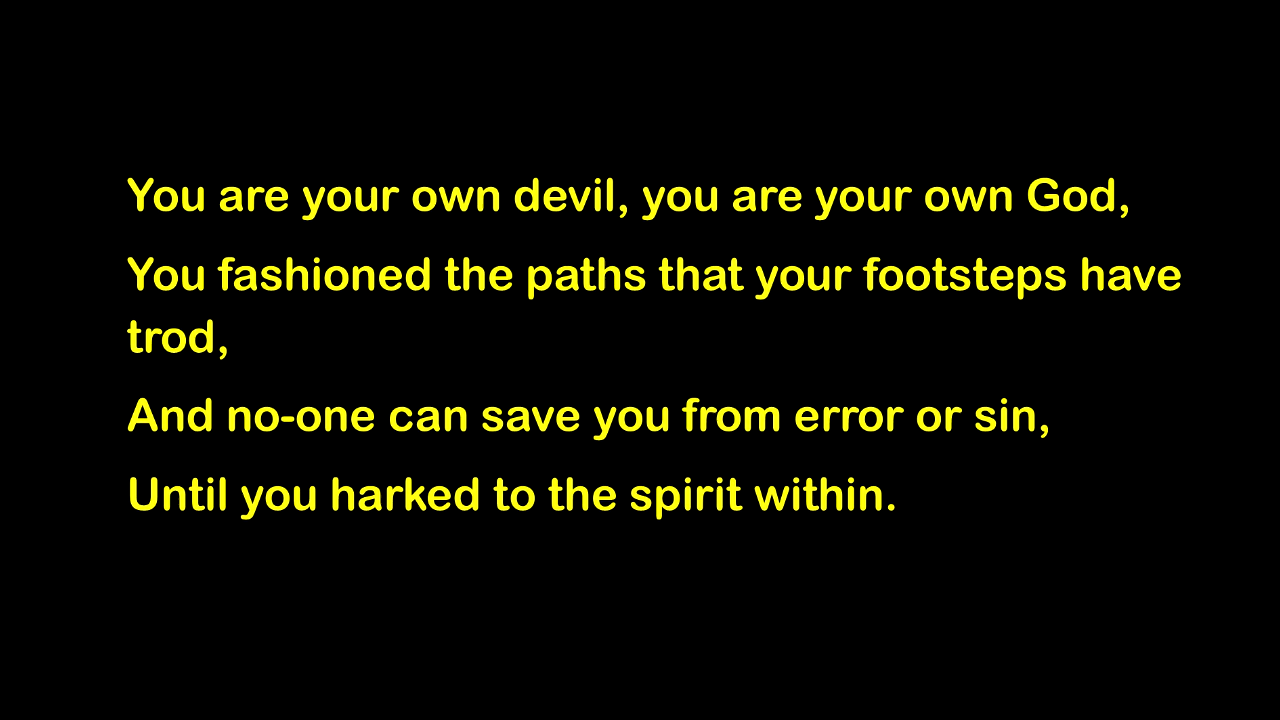 You are your own devil, you are your own God,
You fashioned the paths that your footsteps have
trod,
And no-one can save you from error or sin,
Until you harked to the spirit within.